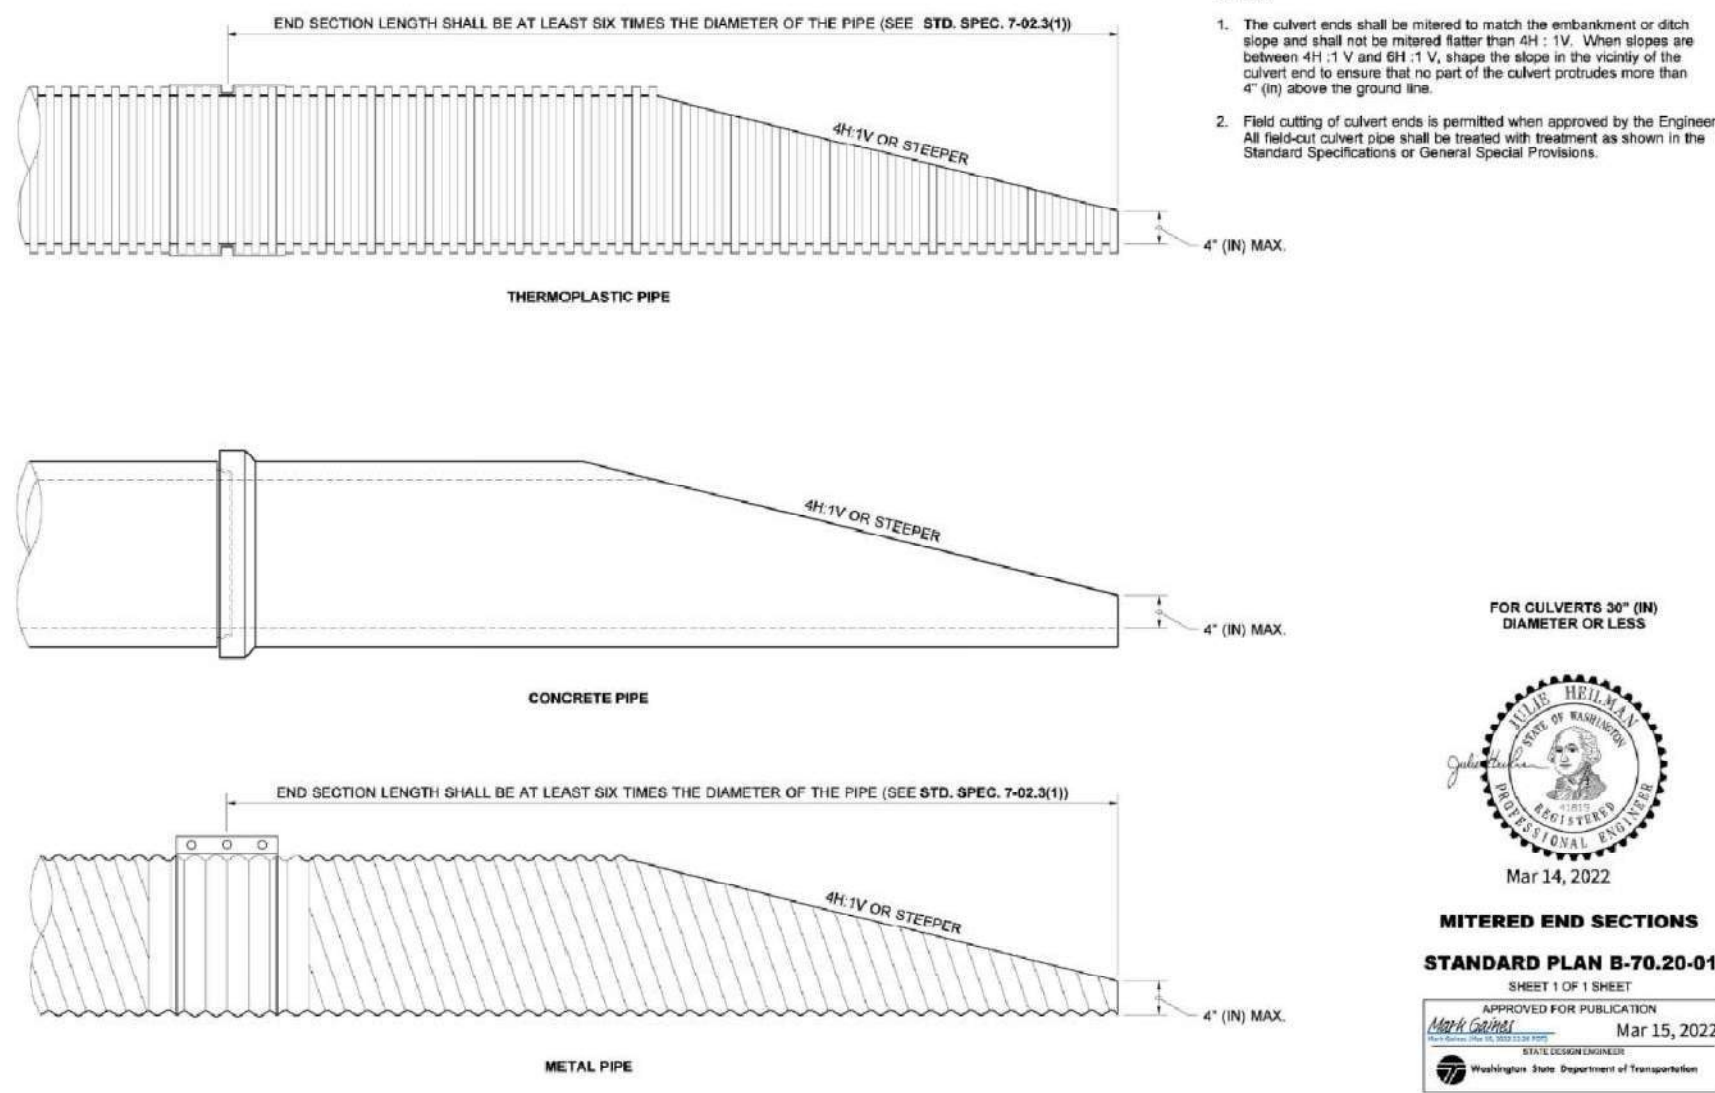 END SECTION LENGTH SHALL BE AT LEAST SIX TIMES THE DIAMETER OF THE PIPE (SEE STD. SPEC. 7-02.3(1))
1. The culvert ends shall be mitered to match the embankment or ditch
slope and shall not be mitered flatter than 4H : 1V. When slopes are
between 4H :1 V and 6H :1 V, shape the slope in the vicintiy of the
culvert end to ensure that no part of the culvert protrudes more than
4" (in) above the ground line.
2. Field cutting of culvert ends is permitted when approved by the Engineer
All field-cut culvert pipe shall be treated with treatment as shown in the
Standard Specifications or General Special Provisions.
4H:1V OR STEEPER
4" (IN) MAX.
THERMOPLASTIC PIPE
4H:1V OR STEEPER
4" (IN) MAX.
CONCRETE PIPE
END SECTION LENGTH SHALL BE AT LEAST SIX TIMES THE DIAMETER OF THE PIPE (SEE STD. SPEC. 7-02.3(1))
4H:1V OR STEEPER
4" (IN) MAX.
METAL PIPE
FOR CULVERTS 30" (IN)
DIAMETER OR LESS
JULIE HEILMAN
STATE OF WASHINGTON
41819
REGISTERED
PROFESSIONAL ENGINEER
Julie Heilman
Mar 14, 2022
MITERED END SECTIONS
STANDARD PLAN B-70.20-01
SHEET 1 OF 1 SHEET
APPROVED FOR PUBLICATION
Mark Gaines
Mar 15, 2022
STATE DESIGN ENGINEER
Washington State Department of Transportation